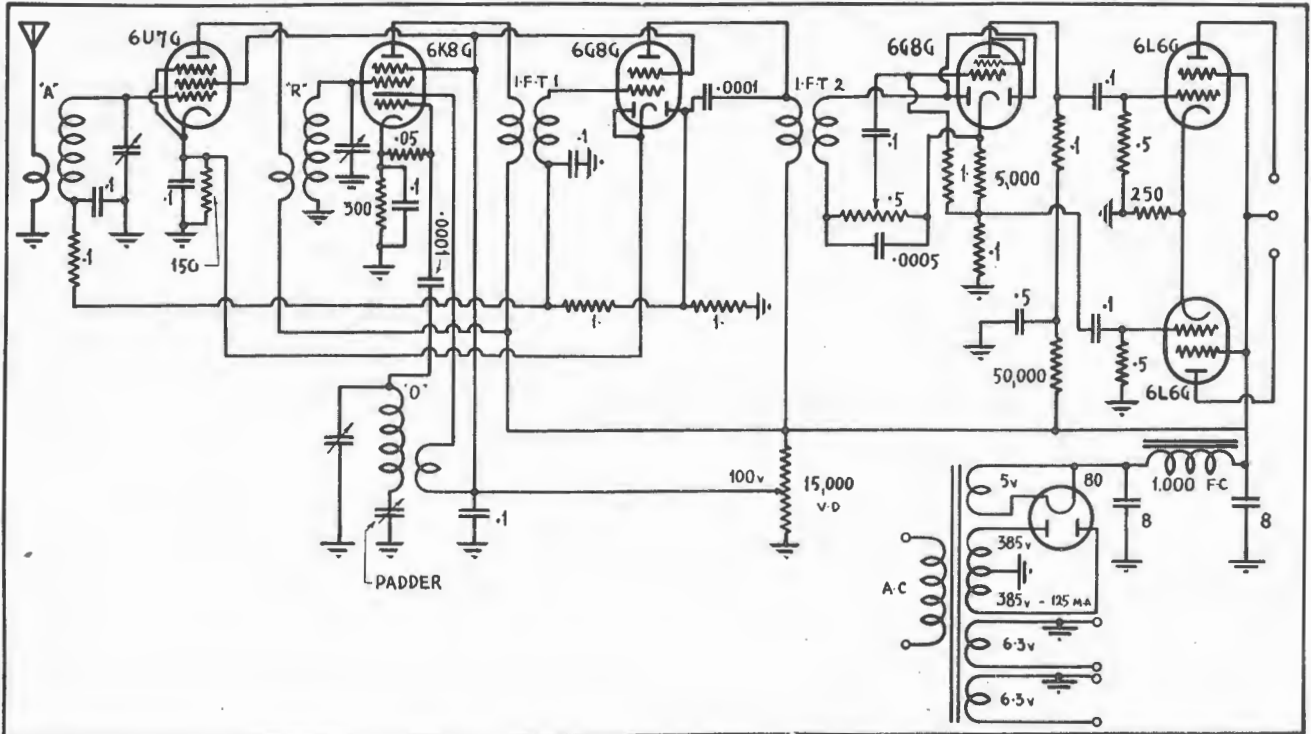 6U7G
6K8G
6G8G
6G8G
6L6G
"A"
"R"
I.F.T 1
.0001
I.F.T 2
.1
.1
.05
.1
.5
.1
.1
.1
300
.1
.1
1.
5,000
250
150
.0001
.5
.0005
.1
.1
1.
1.
.5
.1
"O"
50,000
.5
6L6G
100v
15,000
V.D
5v
80
1,000 F.C
.1
8
8
385v
PADDER
A.C
385v - 125 MA
6.3v
6.3v